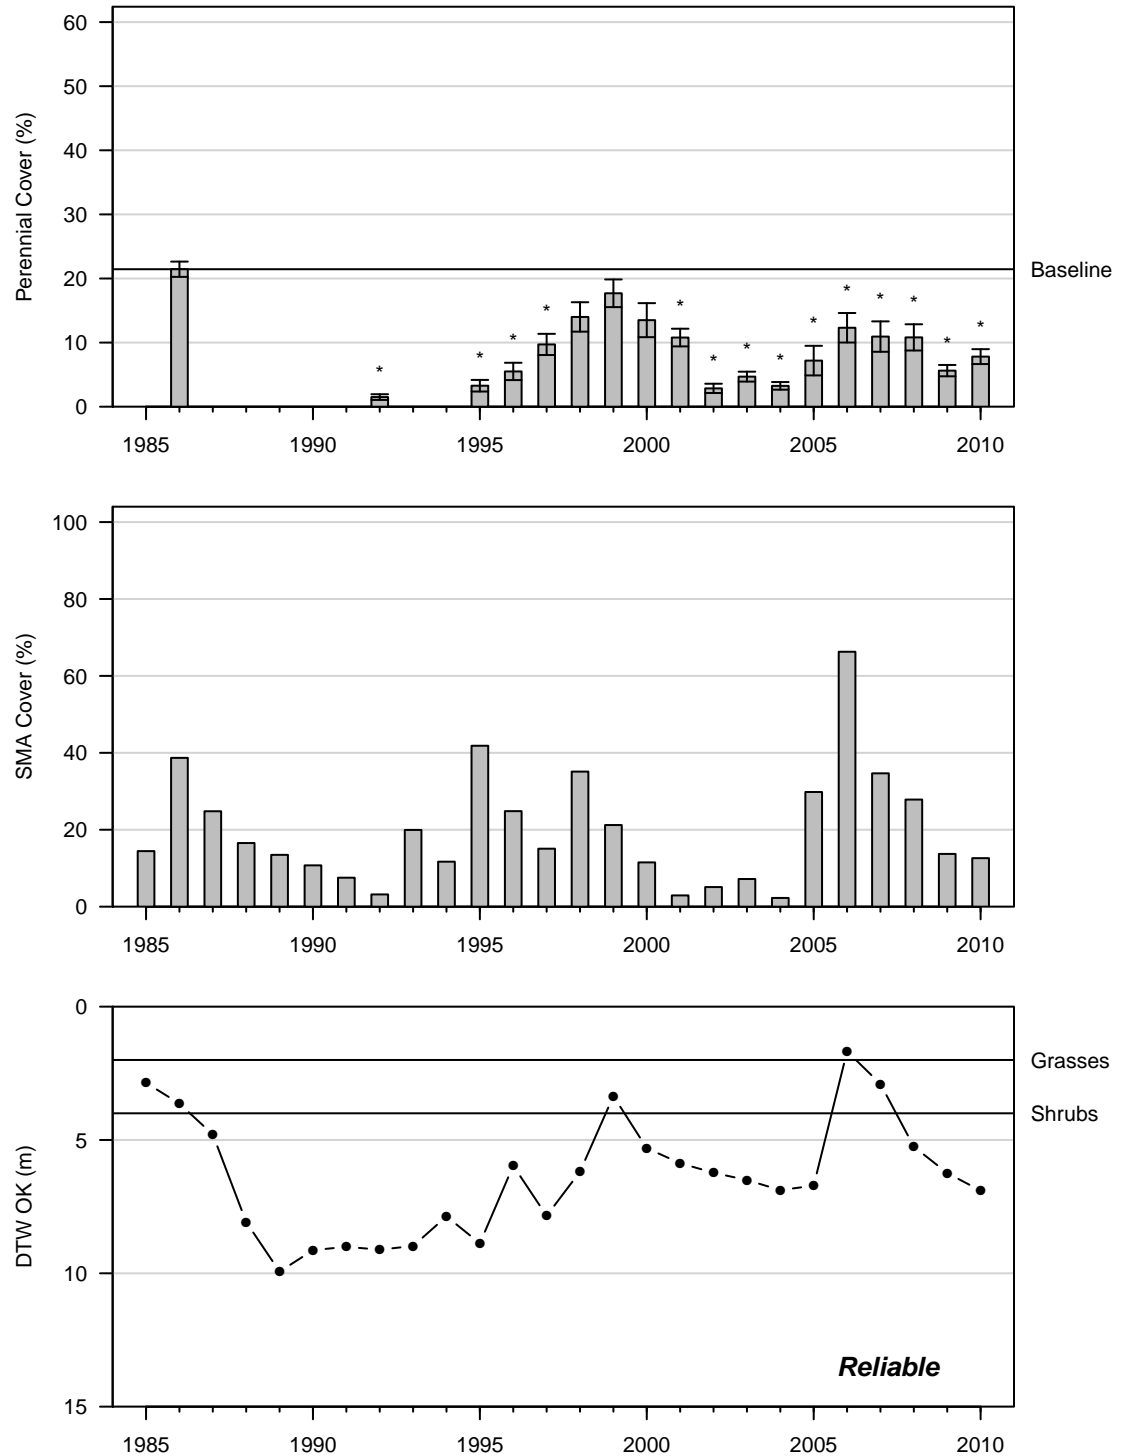 60
50
40
30
20
10
0
Perennial Cover (%)
Baseline
* * * * * * * * * * * * * *
1985 1990 1995 2000 2005 2010
100
80
60
40
20
0
SMA Cover (%)
1985 1990 1995 2000 2005 2010
0
5
10
15
DTW OK (m)
Grasses
Shrubs
Reliable
1985 1990 1995 2000 2005 2010